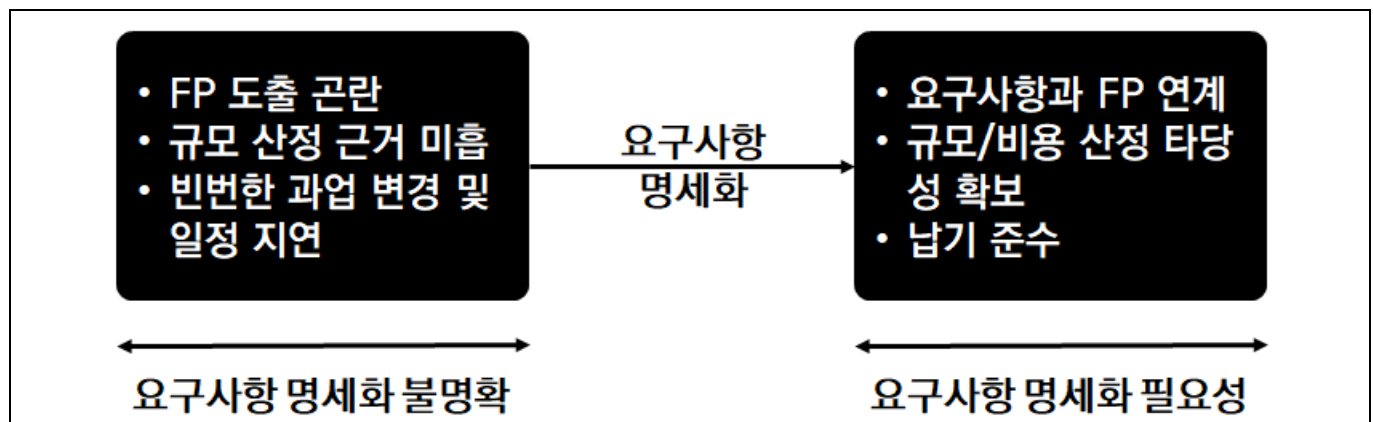 • FP 도출 곤란
• 규모 산정 근거 미흡
• 빈번한 과업 변경 및
일정 지연
요구사항
명세화
• 요구사항과 FP 연계
• 규모/비용 산정 타당
성 확보
• 납기 준수
요구사항 명세화 불명확
요구사항 명세화 필요성